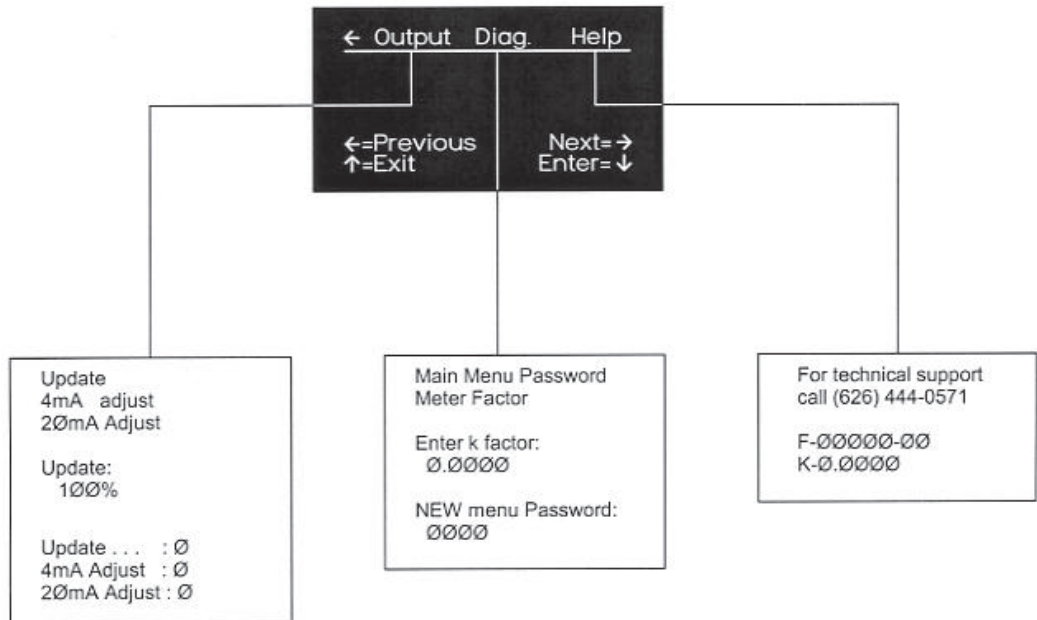 ← Output Diag. Help
←=Previous Next=→
↑=Exit Enter=↓
Update
4mA adjust
2ØmA Adjust
Update:
1ØØ%
Update . . . : Ø
4mA Adjust : Ø
2ØmA Adjust : Ø
Main Menu Password
Meter Factor
Enter k factor:
Ø.ØØØØ
NEW menu Password:
ØØØØ
For technical support
call (626) 444-0571
F-ØØØØØ-ØØ
K-Ø.ØØØØ